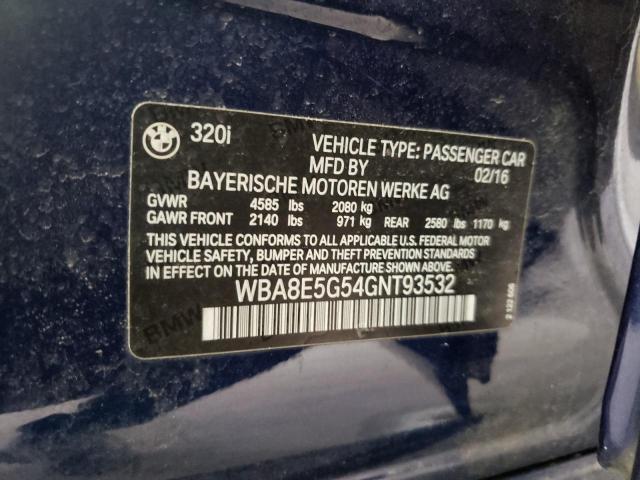 BMW 320i VEHICLE TYPE: PASSENGER CAR
MFD BY 02/16
BAYERISCHE MOTOREN WERKE AG
GVWR 4585 lbs 2080 kg
GAWR FRONT 2140 lbs 971 kg REAR 2580 lbs 1170 kg
THIS VEHICLE CONFORMS TO ALL APPLICABLE U.S. FEDERAL MOTOR
VEHICLE SAFETY, BUMPER, AND THEFT PREVENTION STANDARDS
IN EFFECT ON THE DATE OF MANUFACTURE SHOWN ABOVE.
WBA8E5G54GNT93532